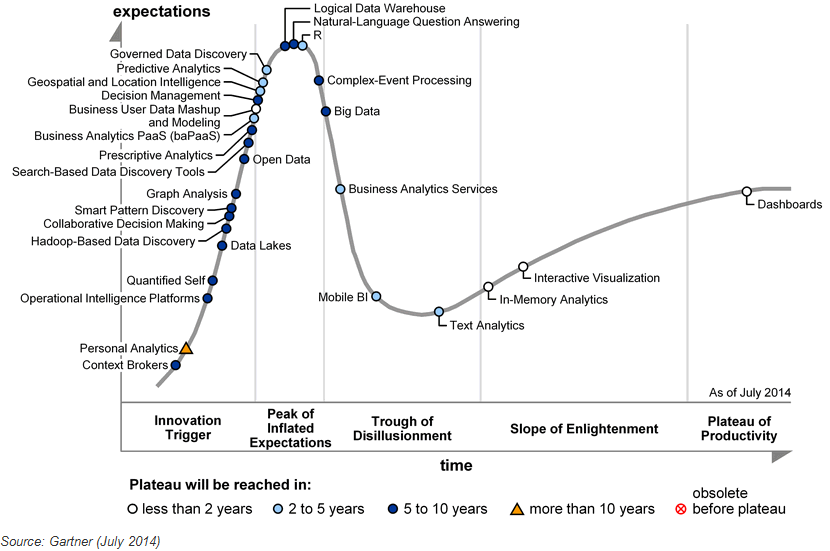 expectations
Logical Data Warehouse
Natural-Language Question Answering
R
Governed Data Discovery
Predictive Analytics
Geospatial and Location Intelligence
Decision Management
Business User Data Mashup
and Modeling
Business Analytics PaaS (baPaaS)
Prescriptive Analytics
Search-Based Data Discovery Tools
Open Data
Graph Analysis
Smart Pattern Discovery
Collaborative Decision Making
Hadoop-Based Data Discovery
Data Lakes
Quantified Self
Operational Intelligence Platforms
Personal Analytics
Context Brokers
Complex-Event Processing
Big Data
Business Analytics Services
Mobile BI
Text Analytics
In-Memory Analytics
Interactive Visualization
Dashboards
As of July 2014
Innovation
Trigger
Peak of
Inflated
Expectations
Trough of
Disillusionment
Slope of Enlightenment
Plateau of
Productivity
time
Plateau will be reached in:
less than 2 years
2 to 5 years
5 to 10 years
more than 10 years
obsolete
before plateau
Source: Gartner (July 2014)